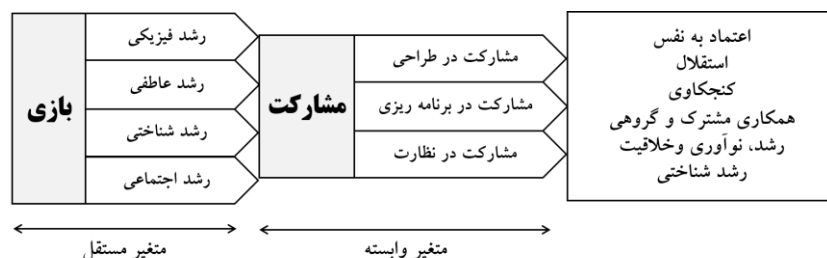 بازی
رشد فیزیکی
رشد عاطفی
رشد شناختی
رشد اجتماعی
مشارکت
مشارکت در طراحی
مشارکت در برنامه ریزی
مشارکت در نظارت
اعتماد به نفس
استقلال
کنجکاوی
همکاری مشترک و گروهی
رشد، نوآوری وخلاقیت
رشد شناختی
متغیر مستقل
متغیر وابسته